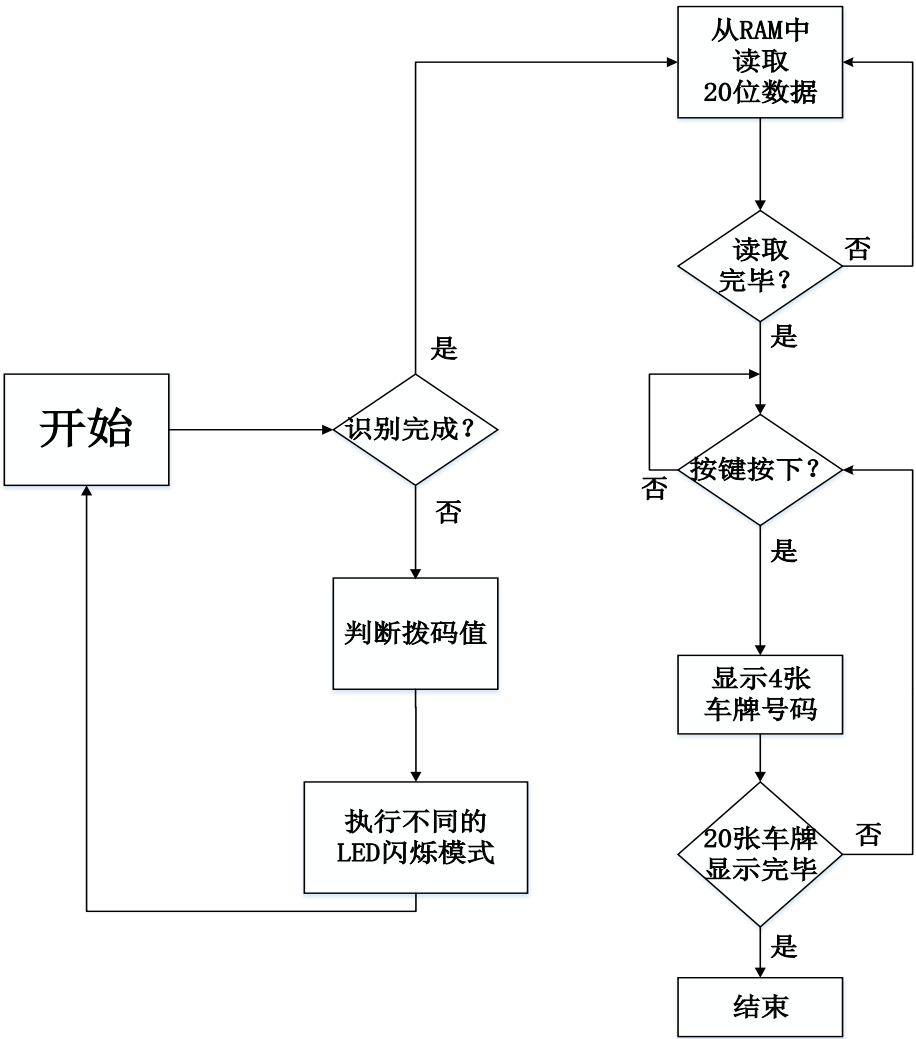 开始
识别完成？
是
否
判断拨码值
执行不同的
LED闪烁模式
从RAM中
读取
20位数据
读取
完毕？
否
是
按键按下？
否
是
显示4张
车牌号码
20张车牌
显示完毕
否
是
结束